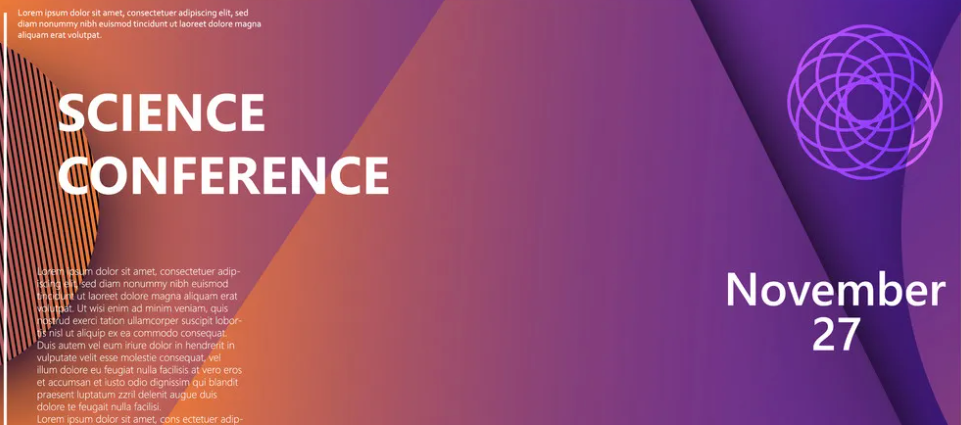 Lorem ipsum dolor sit amet, consectetuer adipiscing elit, sed
diam nonummy nibh euismod tincidunt ut laoreet dolore magna
aliquam erat volutpat.
SCIENCE
CONFERENCE
Lorem ipsum dolor sit amet, consectetuer adip-
iscing elit, sed diam nonummy nibh euismod
tincidunt ut laoreet dolore magna aliquam erat
volutpat. Ut wisi enim ad minim veniam, quis
nostrud exerci tation ullamcorper suscipit lobor-
tis nisl ut aliquip ex ea commodo consequat.
Duis autem vel eum iriure dolor in hendrerit in
vulputate velit esse molestie consequat, vel
illum dolore eu feugiat nulla facilisis at vero eros
et accumsan et iusto odio dignissim qui blandit
praesent luptatum zzril delenit augue duis
dolore te feugait nulla facilisi.
Lorem ipsum dolor sit amet, cons ectetuer adip-
November
27